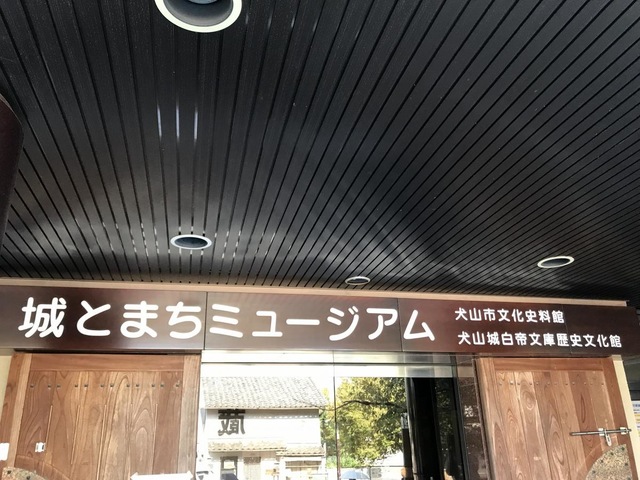 城とまちミュージアム
犬山市文化史料館
犬山城白帝文庫歴史文化館
蔵